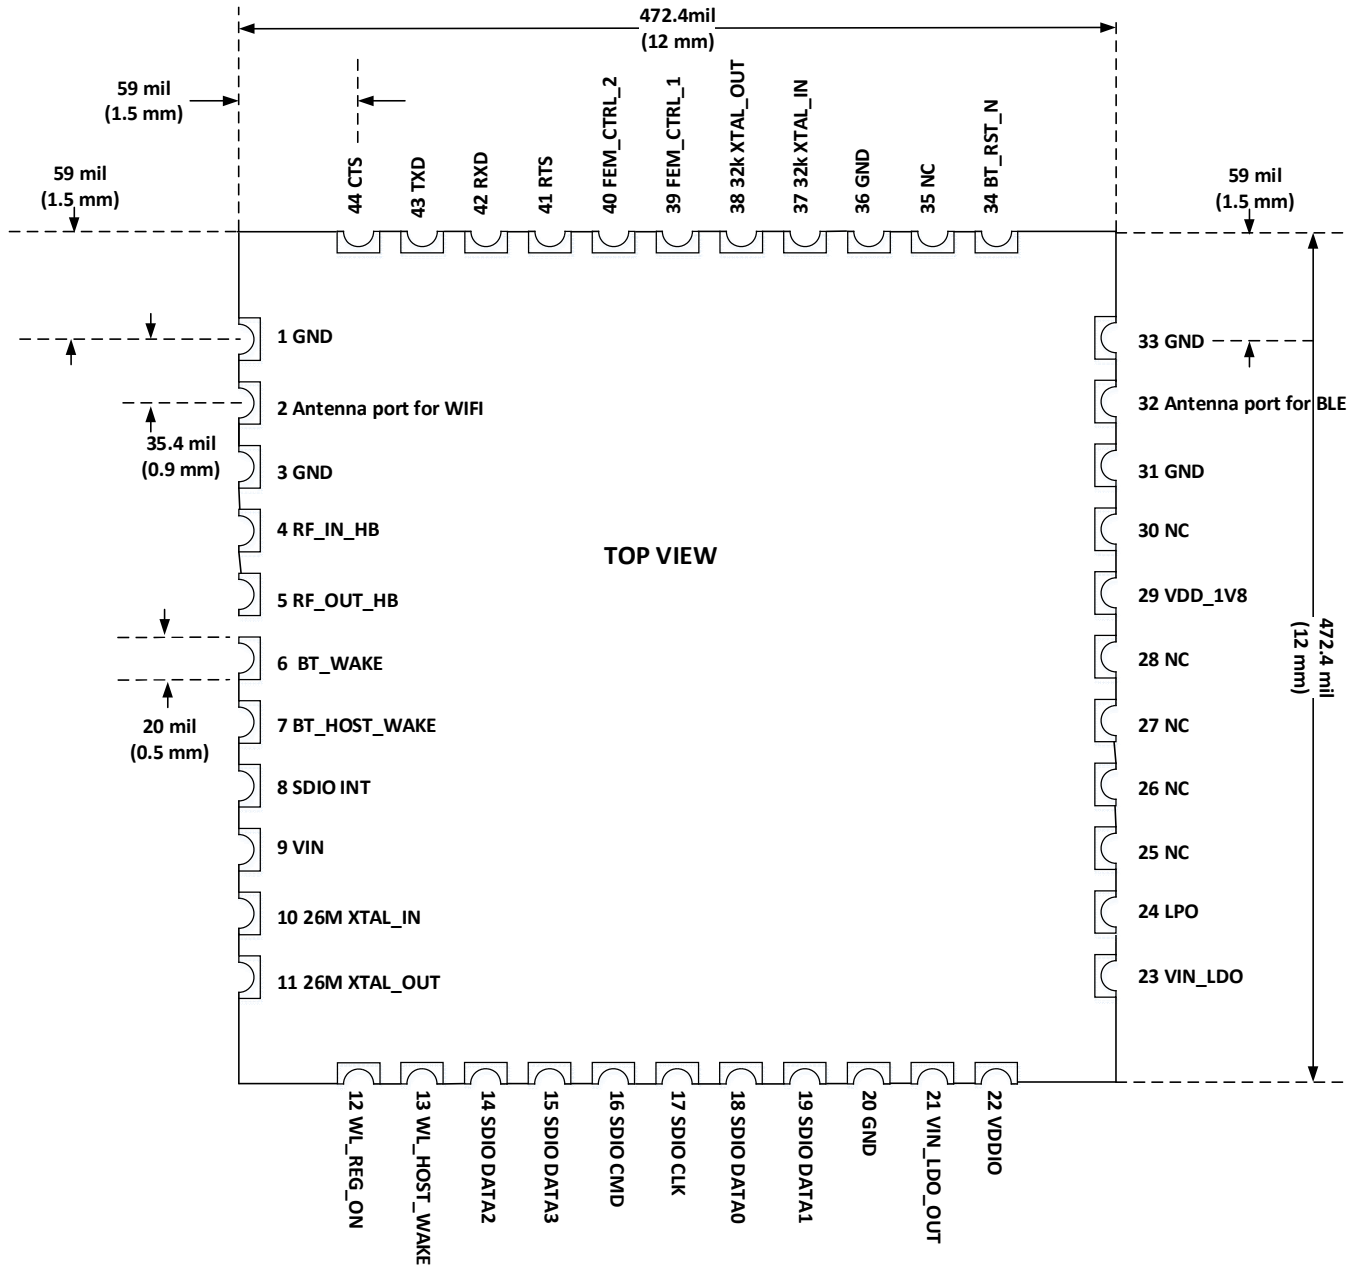 472.4mil
(12 mm)
59 mil
(1.5 mm)
44 CTS
43 TXD
42 RXD
41 RTS
40 FEM_CTRL_2
39 FEM_CTRL_1
38 32k XTAL_OUT
37 32k XTAL_IN
36 GND
35 NC
34 BT_RST_N
59 mil
(1.5 mm)
59 mil
(1.5 mm)
1 GND
2 Antenna port for WIFI
35.4 mil
(0.9 mm)
3 GND
4 RF_IN_HB
5 RF_OUT_HB
6 BT_WAKE
20 mil
(0.5 mm)
7 BT_HOST_WAKE
8 SDIO INT
9 VIN
10 26M XTAL_IN
11 26M XTAL_OUT
TOP VIEW
33 GND
32 Antenna port for BLE
31 GND
30 NC
29 VDD_1V8
28 NC
27 NC
26 NC
25 NC
24 LPO
23 VIN_LDO
472.4 mil
(12 mm)
12 WL_REG_ON
13 WL_HOST_WAKE
14 SDIO DATA2
15 SDIO DATA3
16 SDIO CMD
17 SDIO CLK
18 SDIO DATA0
19 SDIO DATA1
20 GND
21 VIN_LDO_OUT
22 VDDIO